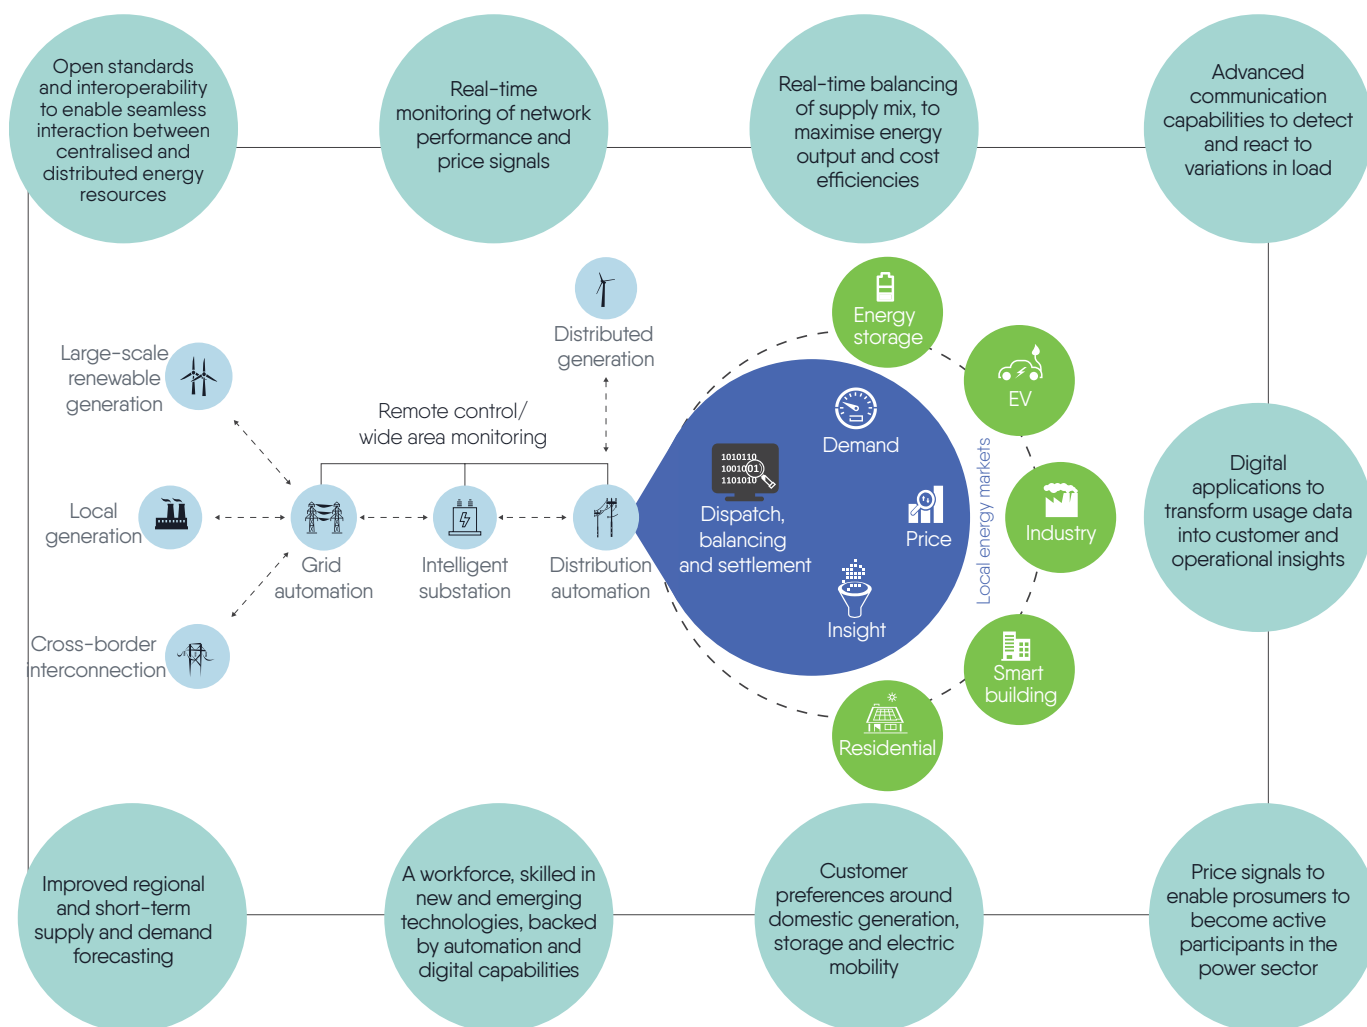 Open standards
and interoperability
to enable seamless
interaction between
centralised and
distributed energy
resources
Real-time
monitoring of network
performance and
price signals
Real-time balancing
of supply mix, to
maximise energy
output and cost
efficiencies
Advanced
communication
capabilities to detect
and react to
variations in load
Large-scale
renewable
generation
Local
generation
Cross-border
interconnection
Remote control/
wide area monitoring
Grid
automation
Intelligent
substation
Distribution
automation
Distributed
generation
1010110
1001001
1101010
Dispatch,
balancing
and settlement
Demand
Price
Insight
Local energy markets
Energy
storage
EV
Industry
Smart
building
Residential
Digital
applications to
transform usage data
into customer and
operational insights
Improved regional
and short-term
supply and demand
forecasting
A workforce, skilled in
new and emerging
technologies, backed
by automation and
digital capabilities
Customer
preferences around
domestic generation,
storage and electric
mobility
Price signals to
enable prosumers to
become active
participants in the
power sector